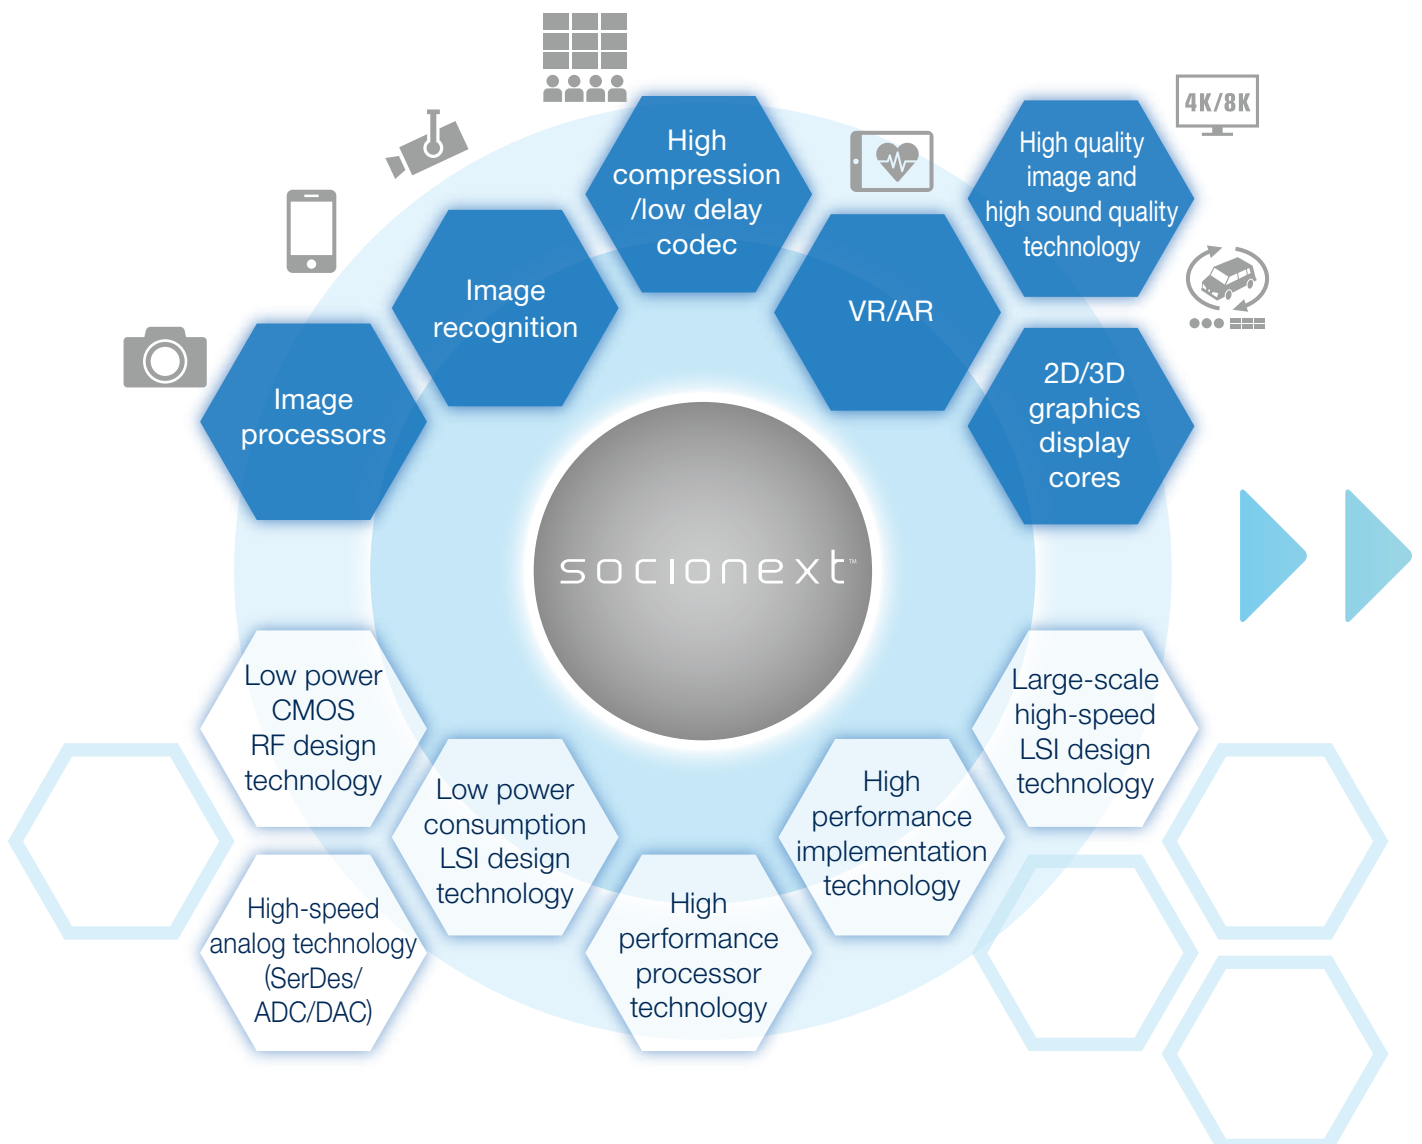 High
compression
/low delay
codec
4K/8K
High quality
image and
high sound quality
technology
Image
recognition
VR/AR
Image
processors
2D/3D
graphics
display
cores
socionext™
Low power
CMOS
RF design
technology
Large-scale
high-speed
LSI design
technology
Low power
consumption
LSI design
technology
High
performance
implementation
technology
High-speed
analog technology
(SerDes/
ADC/DAC)
High
performance
processor
technology